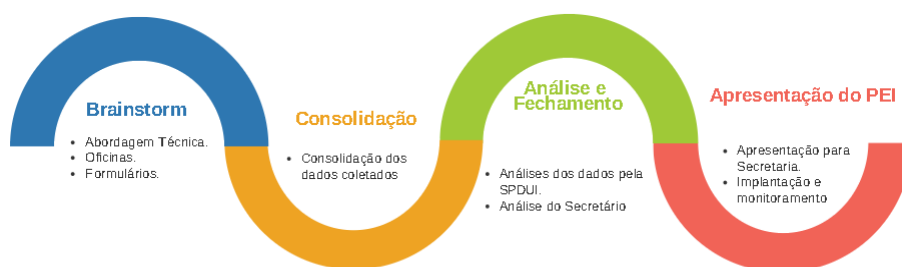 Brainstorm
• Abordagem Técnica.
• Oficinas.
• Formulários.
Consolidação
• Consolidação dos
dados coletados
Análise e
Fechamento
• Análises dos dados pela
SPDUI.
• Análise do Secretário
Apresentação do PEI
• Apresentação para
Secretaria.
• Implantação e
monitoramento